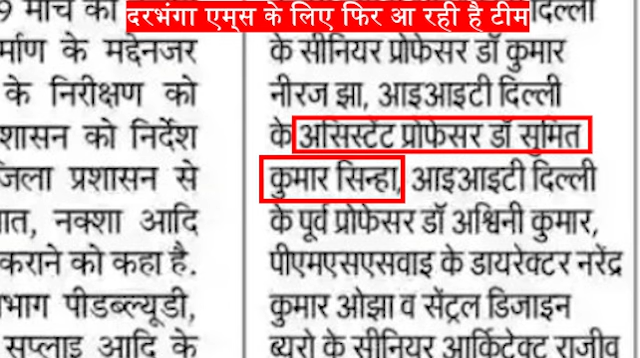 दरभंगा एम्स के लिए फिर आ रही है टीम
9 मार्च को
र्माण के मद्देनजर
के निरीक्षण को
शासन को निर्देश
जिला प्रशासन से
ात, नक्शा आदि
कराने को कहा है.
भाग पीडब्ल्यूडी,
सप्लाइ आदि के
दिल्ली
के सीनियर प्रोफेसर डॉ कुमार
नीरज झा, आइआइटी दिल्ली
के असिस्टेंट प्रोफेसर डॉ सुमित
कुमार सिन्हा, आइआइटी दिल्ली
के पूर्व प्रोफेसर डॉ अश्विनी कुमार,
पीएमएसएसवाइ के डायरेक्टर नरेंद्र
कुमार ओझा व सेंट्रल डिजाइन
ब्यूरो के सीनियर आर्किटेक्ट राजीव